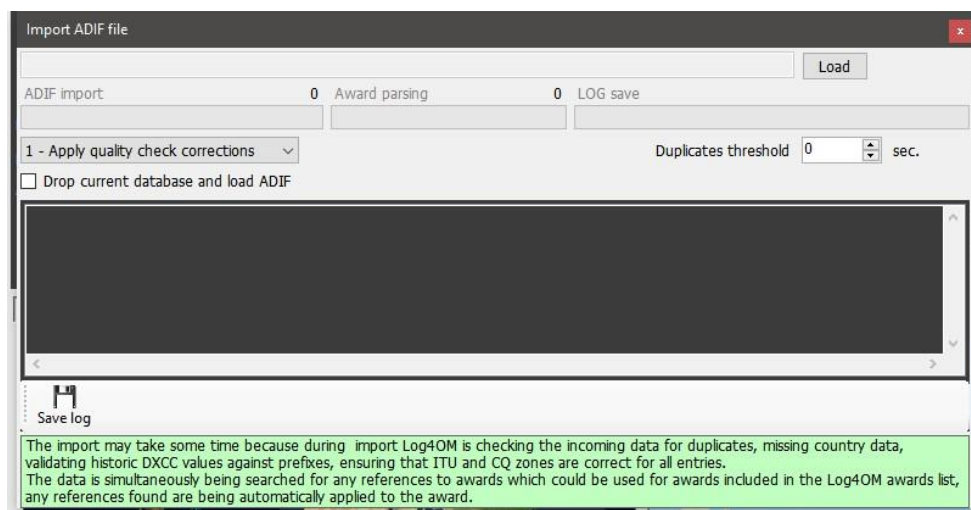 Import ADIF file
x
Load
ADIF import 0 Award parsing 0 LOG save
1 - Apply quality check corrections Duplicates threshold 0 sec.
Drop current database and load ADIF
Save log
The import may take some time because during import Log4OM is checking the incoming data for duplicates, missing country data,
validating historic DXCC values against prefixes, ensuring that ITU and CQ zones are correct for all entries.
The data is simultaneously being searched for any references to awards which could be used for awards included in the Log4OM awards list,
any references found are being automatically applied to the award.